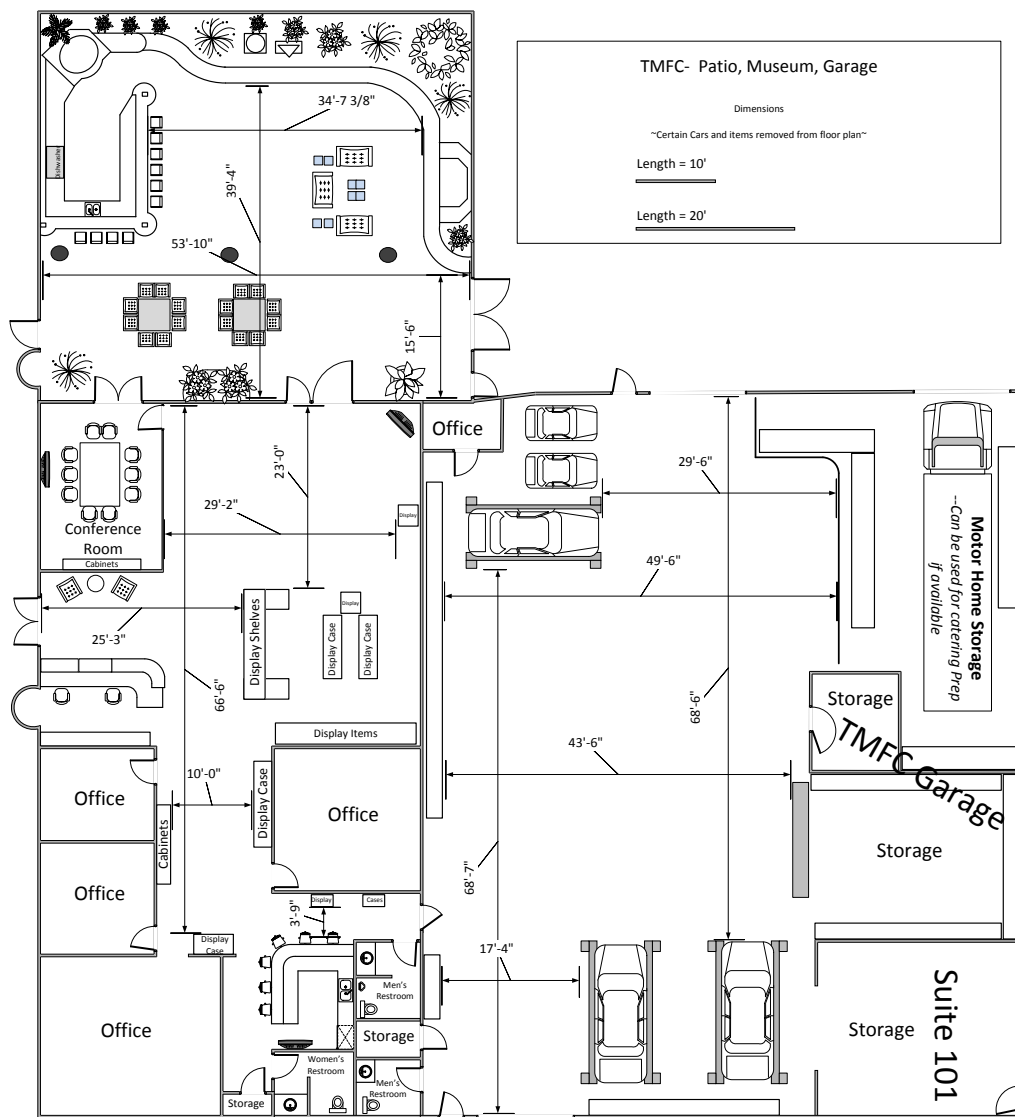 TMFC- Patio, Museum, Garage
Dimensions
~Certain Cars and items removed from floor plan~
Length = 10'
Length = 20'
34'-7 3/8"
Dishwasher
39'-4"
53'-10"
15'-6"
Office
23'-0"
29'-6"
29'-2"
Display
Conference
Room
Cabinets
49'-6"
Motor Home Storage
--Can be used for catering Prep
if available
25'-3"
Display Shelves
Display
Display Case
Display Case
66'-6"
68'-6"
Storage
Display Items
TMFC Garage
43'-6"
Office
10'-0"
Display Case
Office
Cabinets
Storage
68'-7"
Office
Display
Cases
3'-9"
Display
Case
17'-4"
Men's
Restroom
Suite 101
Office
Storage
Storage
Women's
Restroom
Men's
Restroom
Storage